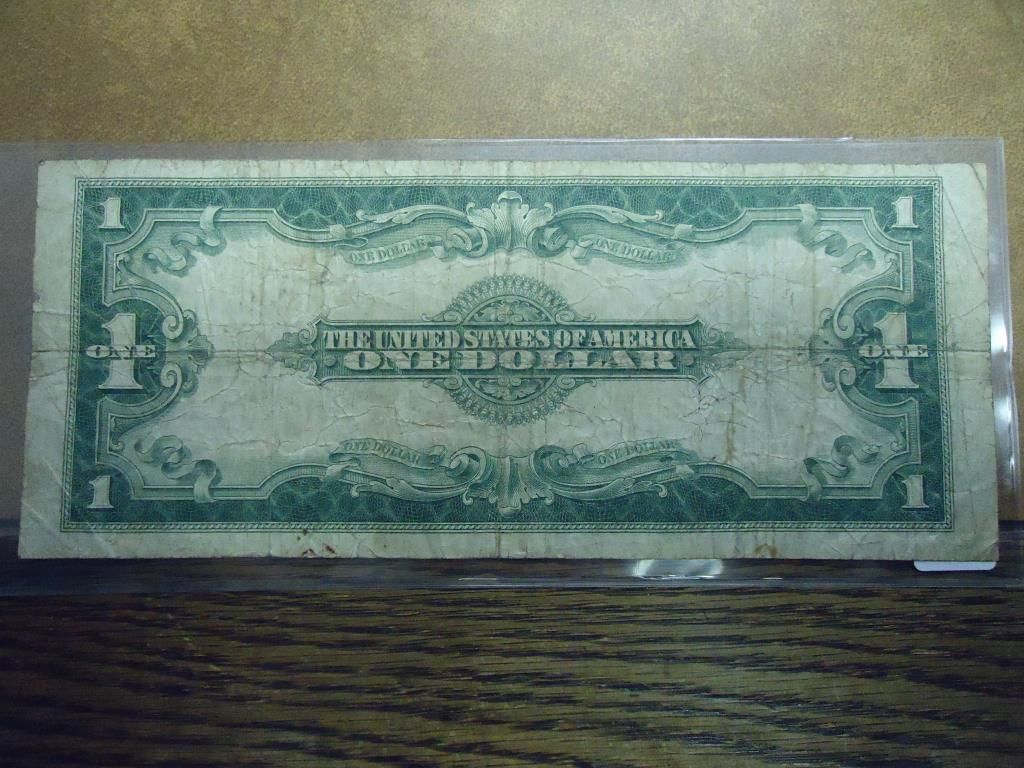 1 1
ONE DOLLAR ONE DOLLAR
THE UNITED STATES OF AMERICA
1 ONE ONE DOLLAR 1 ONE
ONE DOLLAR ONE DOLLAR
1 1